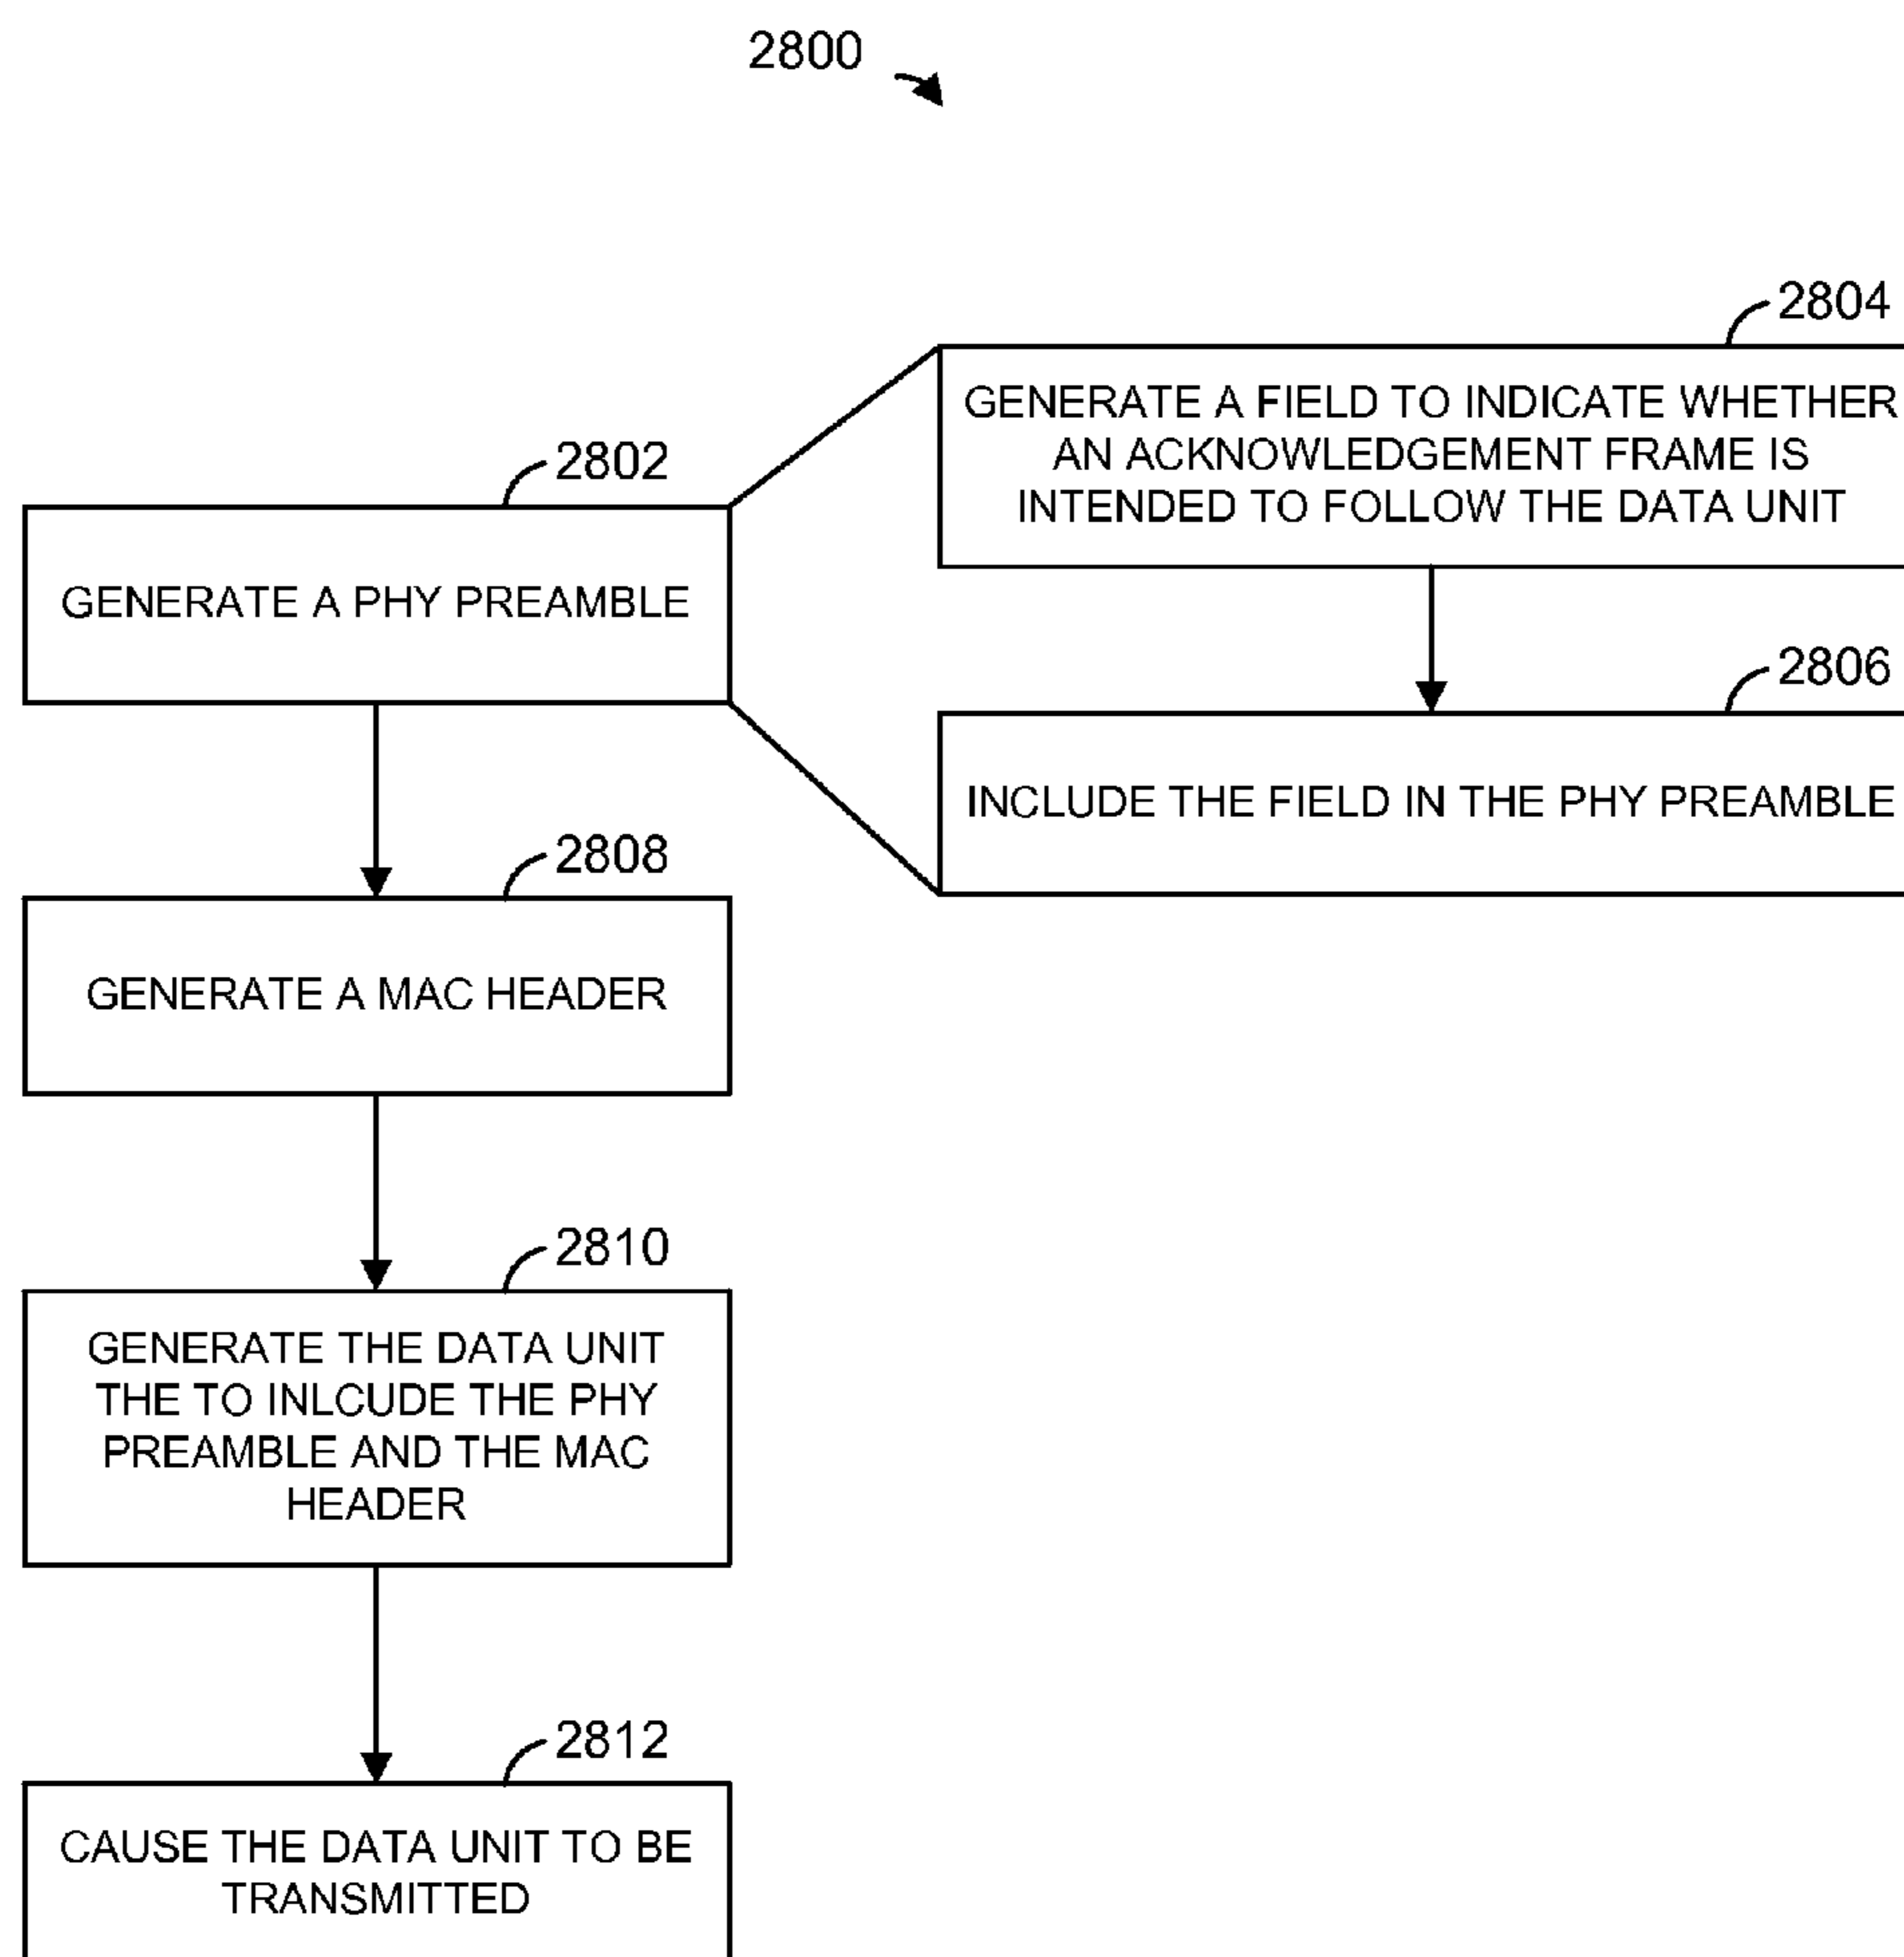 2800
2802
GENERATE A PHY PREAMBLE
2804
GENERATE A FIELD TO INDICATE WHETHER
AN ACKNOWLEDGEMENT FRAME IS
INTENDED TO FOLLOW THE DATA UNIT
2806
INCLUDE THE FIELD IN THE PHY PREAMBLE
2808
GENERATE A MAC HEADER
2810
GENERATE THE DATA UNIT
THE TO INLCUDE THE PHY
PREAMBLE AND THE MAC
HEADER
2812
CAUSE THE DATA UNIT TO BE
TRANSMITTED